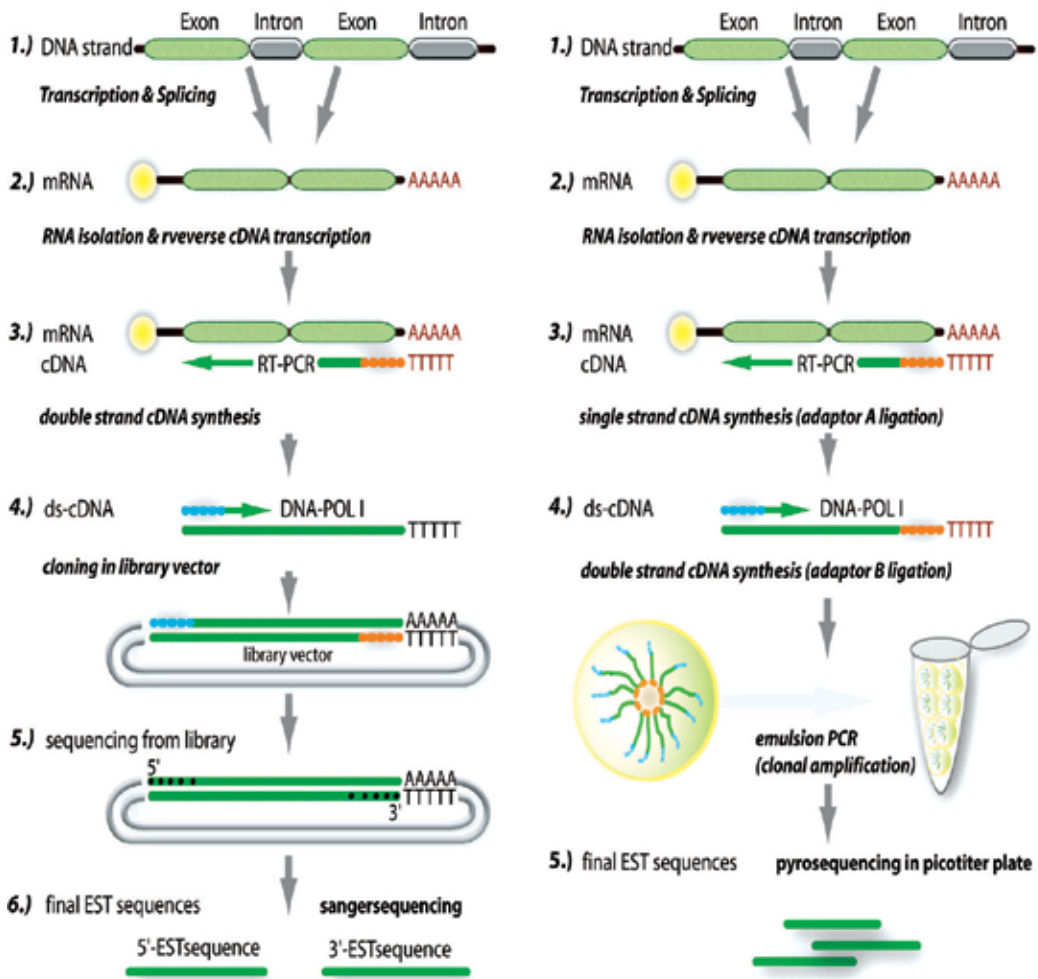 Exon Intron Exon Intron
1.) DNA strand
Transcription & Splicing
2.) mRNA AAAAA
RNA isolation & rveverse cDNA transcription
3.) mRNA AAAAA
cDNA RT-PCR TTTTT
double strand cDNA synthesis
4.) ds-cDNA DNA-POL I
TTTTT
cloning in library vector
AAAAA
TTTTT
library vector
5.) sequencing from library
5'
AAAAA
TTTTT
3'
6.) final EST sequences sangersequencing
5'-ESTsequence 3'-ESTsequence
Exon Intron Exon Intron
1.) DNA strand
Transcription & Splicing
2.) mRNA AAAAA
RNA isolation & rveverse cDNA transcription
3.) mRNA AAAAA
cDNA RT-PCR TTTTT
single strand cDNA synthesis (adaptor A ligation)
4.) ds-cDNA DNA-POL I
TTTTT
double strand cDNA synthesis (adaptor B ligation)
emulsion PCR
(clonal amplification)
5.) final EST sequences pyrosequencing in picotiter plate